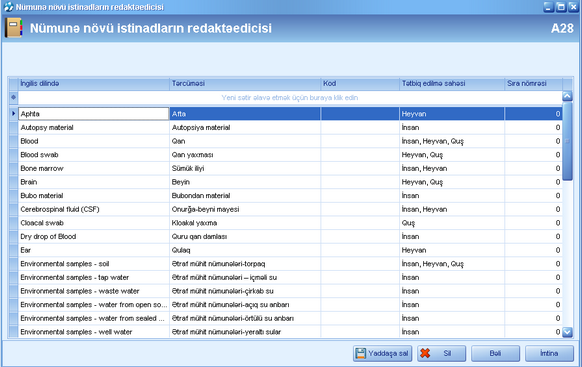 Nümunə növü istinadların redaktəedicisi
Nümunə növü istinadların redaktəedicisi A28
İngilis dilində Tərcüməsi Kod Tətbiq edilmə sahəsi Sıra nömrəsi
Yeni sətir əlavə etmək üçün buraya klik edin
Aphta Afta Heyvan 0
Autopsy material Autopsiya material İnsan 0
Blood Qan İnsan, Heyvan, Quş 0
Blood swab Qan yaxması Heyvan, Quş 0
Bone marrow Sümük iliyi İnsan, Heyvan 0
Brain Beyin Heyvan, Quş 0
Bubo material Bubondan material İnsan 0
Cerebrospinal fluid (CSF) Onurğa-beyni mayesi İnsan, Heyvan 0
Cloacal swab Kloakal yaxma Quş 0
Dry drop of Blood Quru qan damlası İnsan 0
Ear Qulaq Heyvan 0
Environmental samples - soil Ətraf mühit nümunələri-torpaq İnsan, Heyvan, Quş 0
Environmental samples - tap water Ətraf mühit nümunələri – içməli su İnsan 0
Environmental samples - waste water Ətraf mühit nümunələri-çirkab su İnsan 0
Environmental samples - water from open so... Ətraf mühit nümunələri-açıq su anbarı İnsan 0
Environmental samples - water from sealed ... Ətraf mühit nümunələri-örtülü su anbarı İnsan 0
Environmental samples - well water Ətraf mühit nümunələri-yeraltı sular İnsan 0
Yaddaşa sal Sil Bəli İmtina